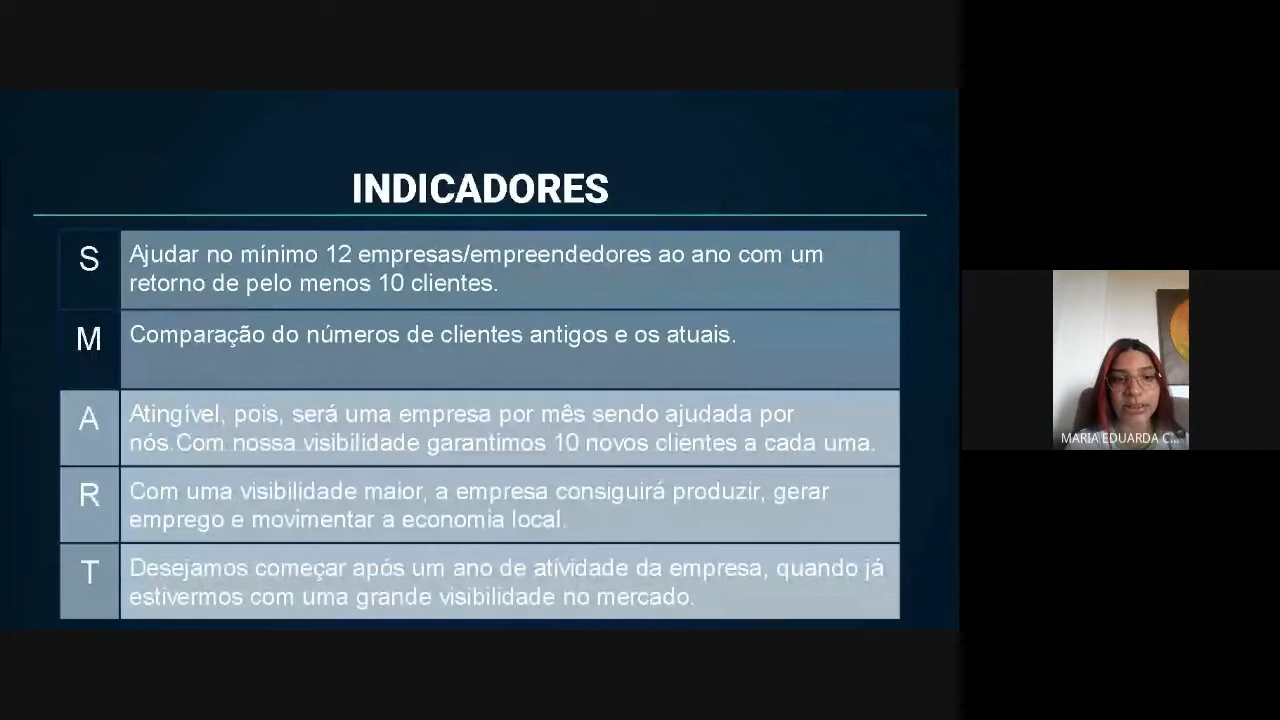 INDICADORES
S
Ajudar no mínimo 12 empresas/empreendedores ao ano com um
retorno de pelo menos 10 clientes.
M
Comparação do números de clientes antigos e os atuais.
A
Atingível, pois, será uma empresa por mês sendo ajudada por
nós.Com nossa visibilidade garantimos 10 novos clientes a cada uma.
R
Com uma visibilidade maior, a empresa consiguirá produzir, gerar
emprego e movimentar a economia local.
T
Desejamos começar após um ano de atividade da empresa, quando já
estivermos com uma grande visibilidade no mercado.
MARIA EDUARDA C...